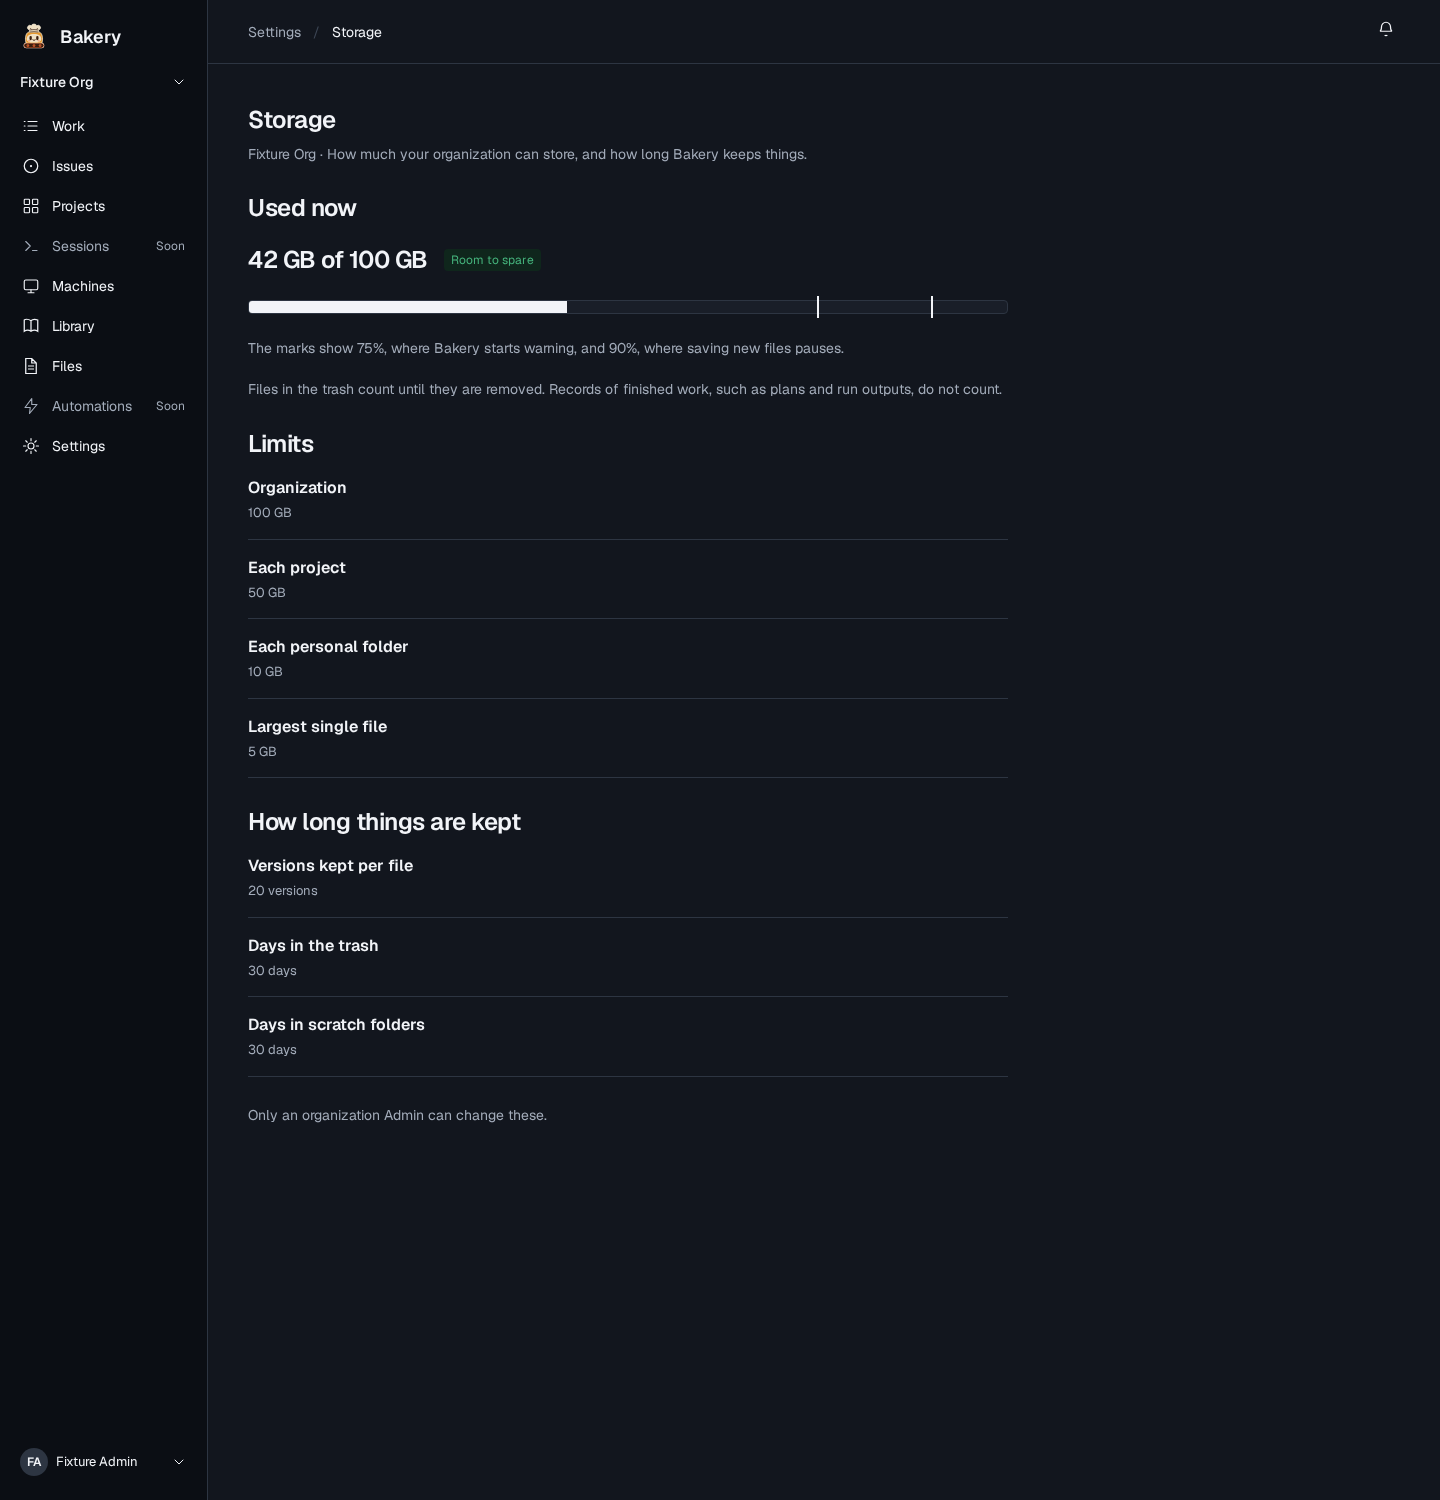 Bakery
Fixture Org
Work
Issues
Projects
Sessions Soon
Machines
Library
Files
Automations Soon
Settings
FA Fixture Admin
Settings / Storage
Storage
Fixture Org · How much your organization can store, and how long Bakery keeps things.
Used now
42 GB of 100 GB Room to spare
The marks show 75%, where Bakery starts warning, and 90%, where saving new files pauses.
Files in the trash count until they are removed. Records of finished work, such as plans and run outputs, do not count.
Limits
Organization
100 GB
Each project
50 GB
Each personal folder
10 GB
Largest single file
5 GB
How long things are kept
Versions kept per file
20 versions
Days in the trash
30 days
Days in scratch folders
30 days
Only an organization Admin can change these.